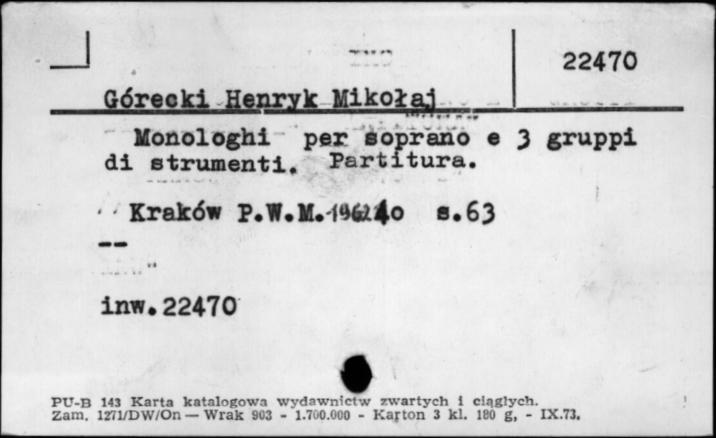 22470
Górecki Henryk Mikołaj
Monologhi per soprano e 3 gruppi
di strumenti. Partitura.
Kraków P.W.M. 4o s.63
--
inw.22470
PU-B 143 Karta katalogowa wydawnictw zwartych i ciągłych.
Zam. 1271/DW/On — Wrak 903 - 1.700.000 - Karton 3 kl. 180 g, - IX.73.